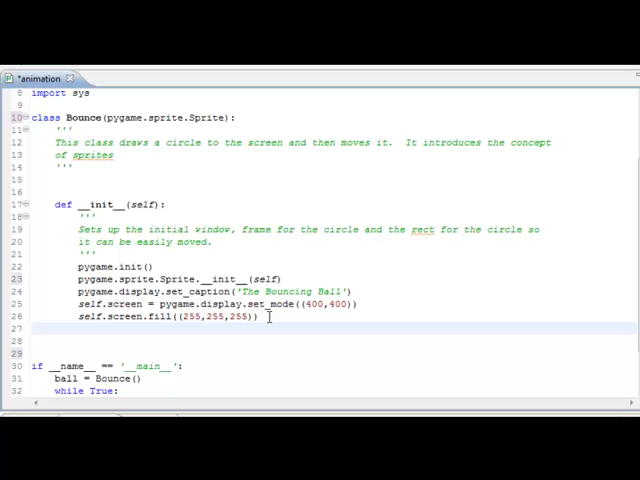 *animation
8 import sys
9
10 class Bounce(pygame.sprite.Sprite):
11 '''
12 This class draws a circle to the screen and then moves it. It introduces the concept
13 of sprites
14 '''
15
16
17 def __init__(self):
18 '''
19 Sets up the initial window, frame for the circle and the rect for the circle so
20 it can be easily moved.
21 '''
22 pygame.init()
23 pygame.sprite.Sprite.__init__(self)
24 pygame.display.set_caption('The Bouncing Ball')
25 self.screen = pygame.display.set_mode((400,400))
26 self.screen.fill((255,255,255))
27
28
29
30 if __name__ == '__main__':
31 ball = Bounce()
32 while True: